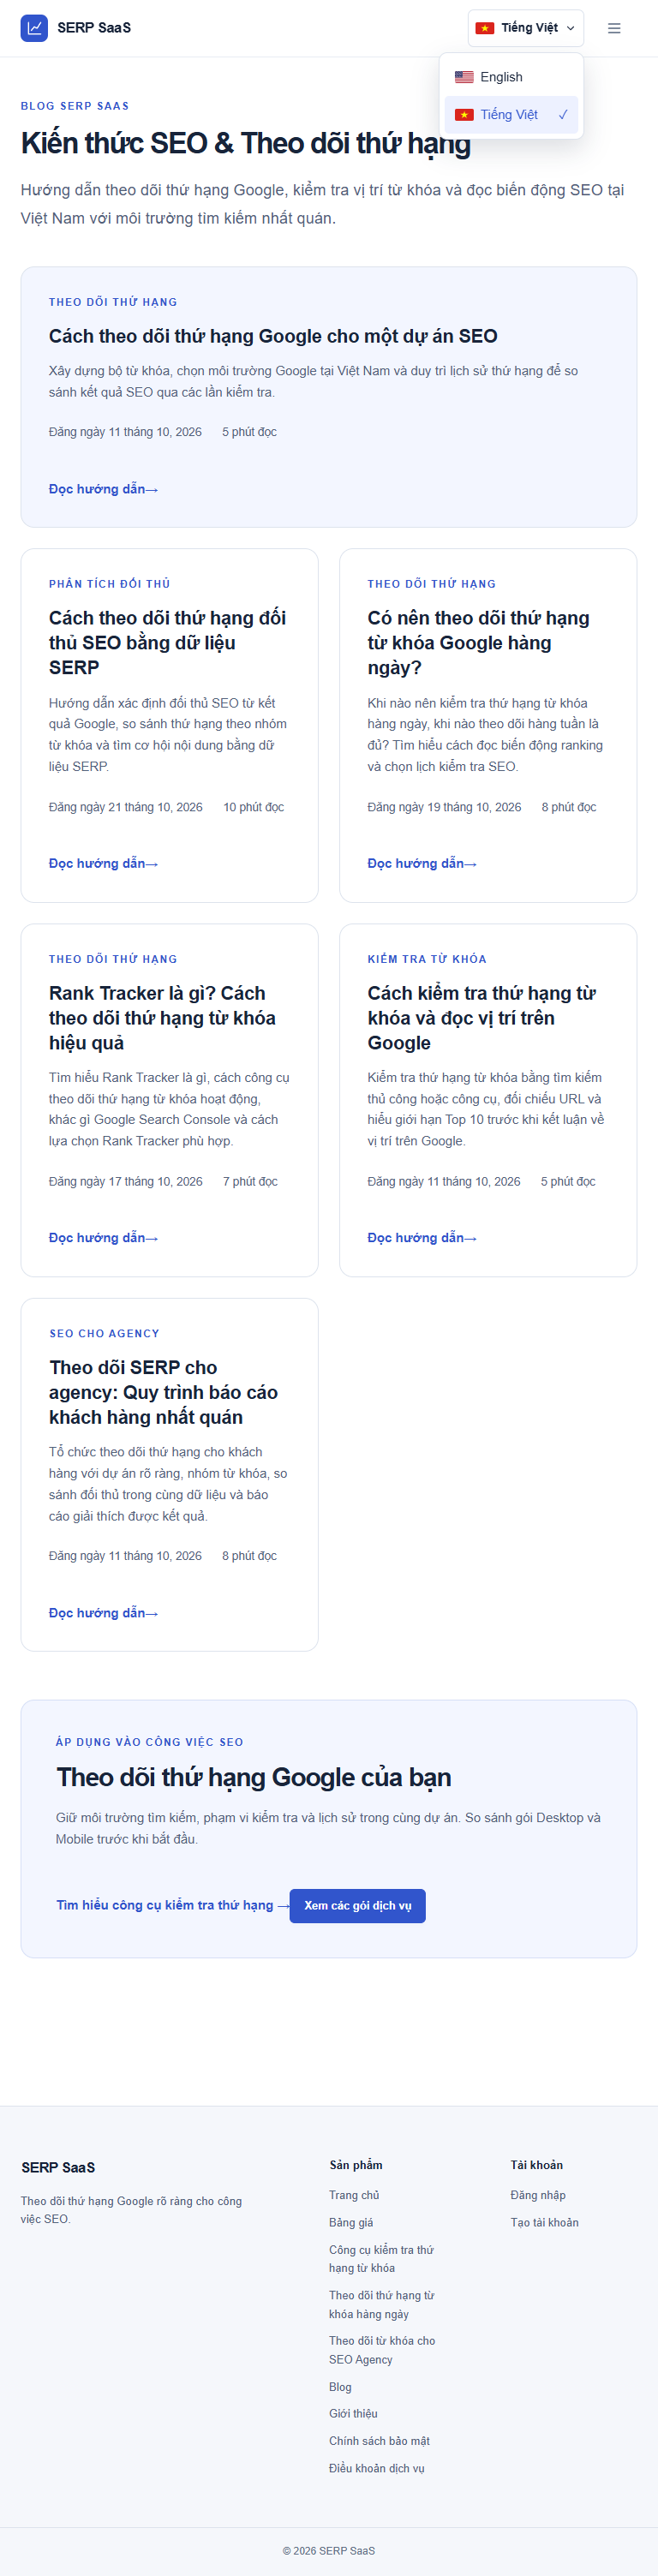 SERP SaaS
Tiếng Việt
English
Tiếng Việt
BLOG SERP SAAS
Kiến thức SEO & Theo dõi thứ hạng
Hướng dẫn theo dõi thứ hạng Google, kiểm tra vị trí từ khóa và đọc biến động SEO tại
Việt Nam với môi trường tìm kiếm nhất quán.
THEO DÕI THỨ HẠNG
Cách theo dõi thứ hạng Google cho một dự án SEO
Xây dựng bộ từ khóa, chọn môi trường Google tại Việt Nam và duy trì lịch sử thứ hạng để so
sánh kết quả SEO qua các lần kiểm tra.
Đăng ngày 11 tháng 10, 2026 5 phút đọc
Đọc hướng dẫn→
PHÂN TÍCH ĐỐI THỦ
Cách theo dõi thứ hạng đối
thủ SEO bằng dữ liệu
SERP
Hướng dẫn xác định đối thủ SEO từ kết
quả Google, so sánh thứ hạng theo nhóm
từ khóa và tìm cơ hội nội dung bằng dữ
liệu SERP.
Đăng ngày 21 tháng 10, 2026 10 phút đọc
Đọc hướng dẫn→
THEO DÕI THỨ HẠNG
Có nên theo dõi thứ hạng
từ khóa Google hàng
ngày?
Khi nào nên kiểm tra thứ hạng từ khóa
hàng ngày, khi nào theo dõi hàng tuần là
đủ? Tìm hiểu cách đọc biến động ranking
và chọn lịch kiểm tra SEO.
Đăng ngày 19 tháng 10, 2026 8 phút đọc
Đọc hướng dẫn→
THEO DÕI THỨ HẠNG
Rank Tracker là gì? Cách
theo dõi thứ hạng từ khóa
hiệu quả
Tìm hiểu Rank Tracker là gì, cách công cụ
theo dõi thứ hạng từ khóa hoạt động,
khác gì Google Search Console và cách
lựa chọn Rank Tracker phù hợp.
Đăng ngày 17 tháng 10, 2026 7 phút đọc
Đọc hướng dẫn→
KIỂM TRA TỪ KHÓA
Cách kiểm tra thứ hạng từ
khóa và đọc vị trí trên
Google
Kiểm tra thứ hạng từ khóa bằng tìm kiếm
thủ công hoặc công cụ, đối chiếu URL và
hiểu giới hạn Top 10 trước khi kết luận về
vị trí trên Google.
Đăng ngày 11 tháng 10, 2026 5 phút đọc
Đọc hướng dẫn→
SEO CHO AGENCY
Theo dõi SERP cho
agency: Quy trình báo cáo
khách hàng nhất quán
Tổ chức theo dõi thứ hạng cho khách
hàng với dự án rõ ràng, nhóm từ khóa, so
sánh đối thủ trong cùng dữ liệu và báo
cáo giải thích được kết quả.
Đăng ngày 11 tháng 10, 2026 8 phút đọc
Đọc hướng dẫn→
ÁP DỤNG VÀO CÔNG VIỆC SEO
Theo dõi thứ hạng Google của bạn
Giữ môi trường tìm kiếm, phạm vi kiểm tra và lịch sử trong cùng dự án. So sánh gói Desktop và
Mobile trước khi bắt đầu.
Tìm hiểu công cụ kiểm tra thứ hạng →
Xem các gói dịch vụ
SERP SaaS
Theo dõi thứ hạng Google rõ ràng cho công
việc SEO.
Sản phẩm
Trang chủ
Bảng giá
Công cụ kiểm tra thứ
hạng từ khóa
Theo dõi thứ hạng từ
khóa hàng ngày
Theo dõi từ khóa cho
SEO Agency
Blog
Giới thiệu
Chính sách bảo mật
Điều khoản dịch vụ
Tài khoản
Đăng nhập
Tạo tài khoản
© 2026 SERP SaaS